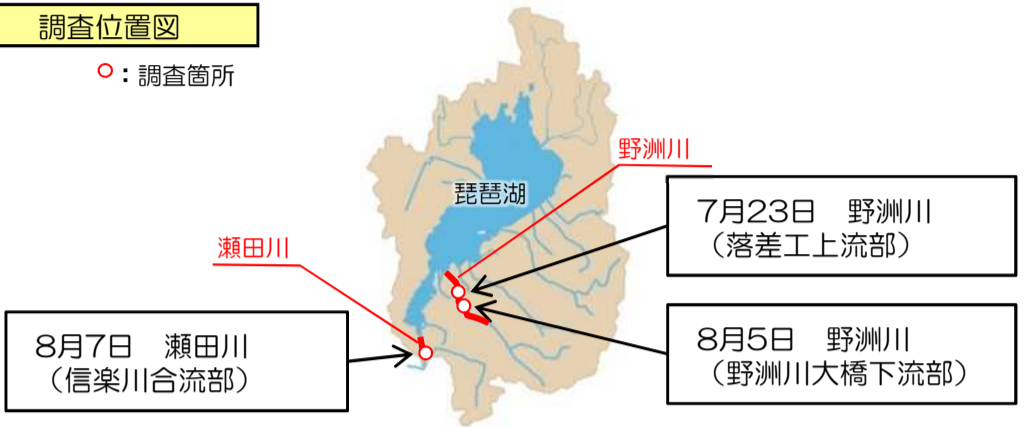 調査位置図
○：調査箇所
野洲川
琵琶湖
7月23日　野洲川
（落差工上流部）
瀬田川
8月7日　瀬田川
（信楽川合流部）
8月5日　野洲川
（野洲川大橋下流部）